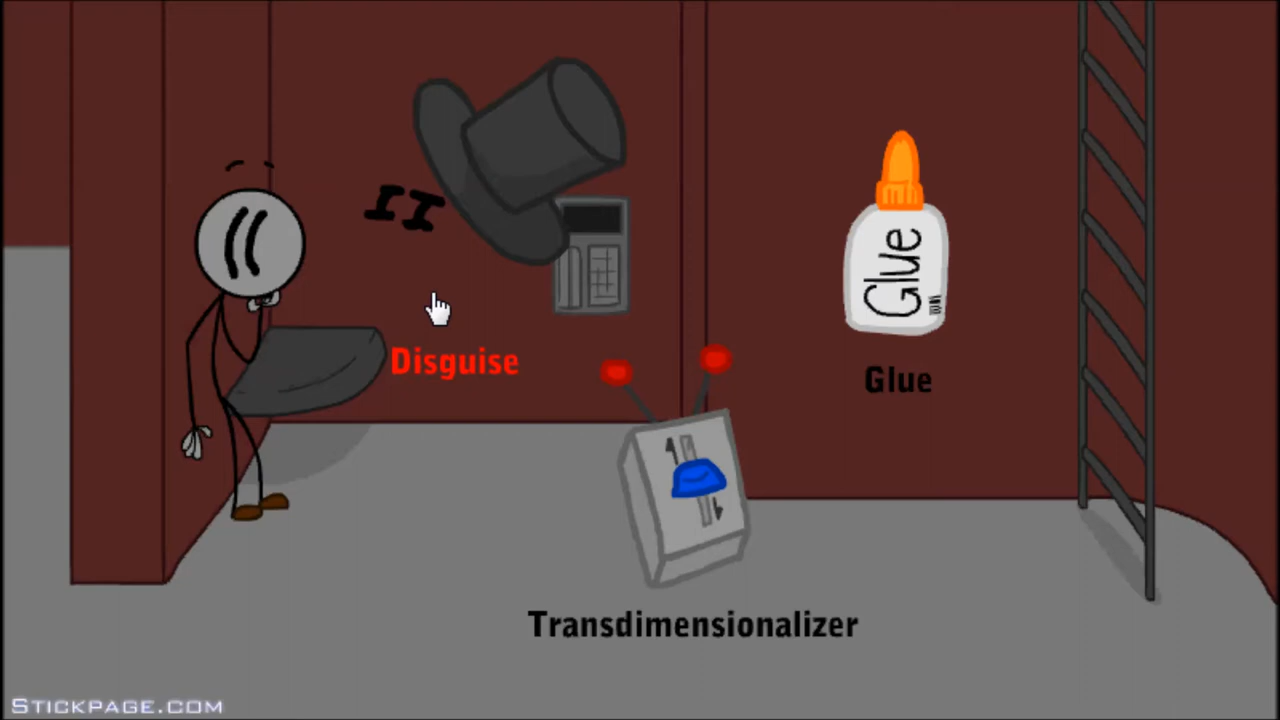 Disguise
Glue
Glue
Transdimensionalizer
STICKPAGE.COM